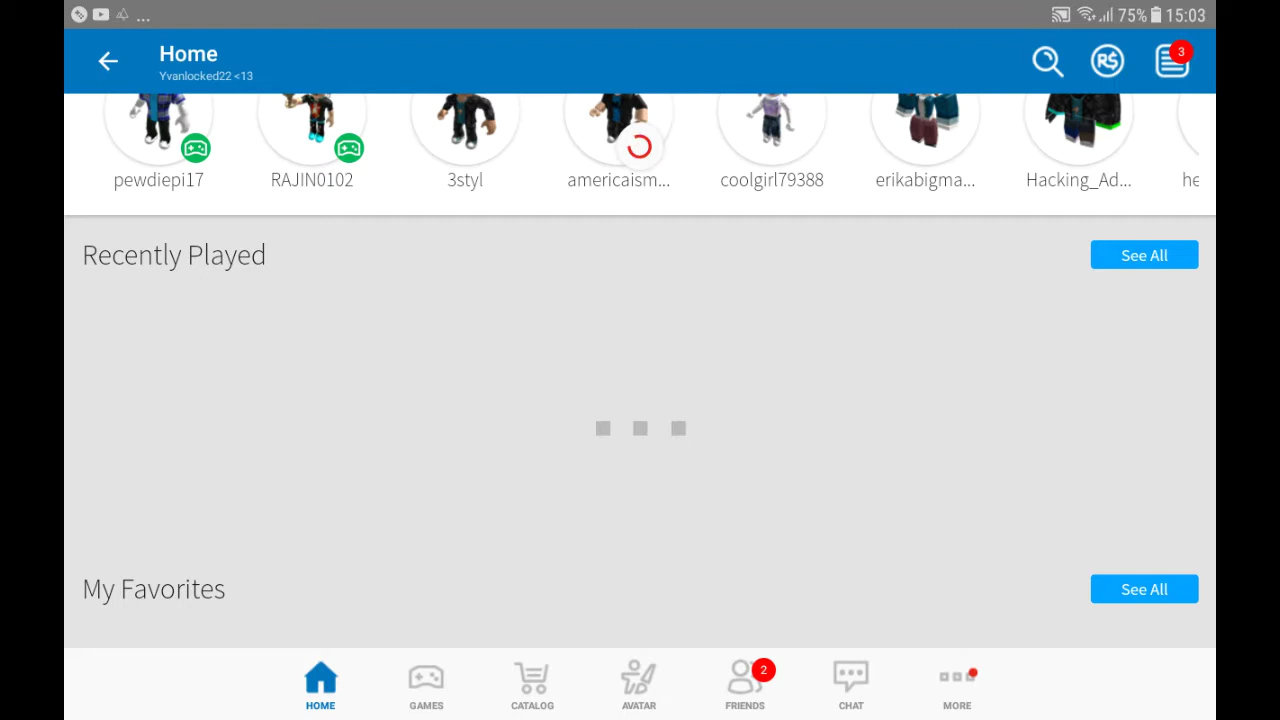 ... 75% 15:03
Home
Yvanlocked22 <13
R$ 3
pewdiepi17 RAJIN0102 3styl americaism... coolgirl79388 erikabigma... Hacking_Ad... he
Recently Played See All
My Favorites See All
2
HOME GAMES CATALOG AVATAR FRIENDS CHAT MORE